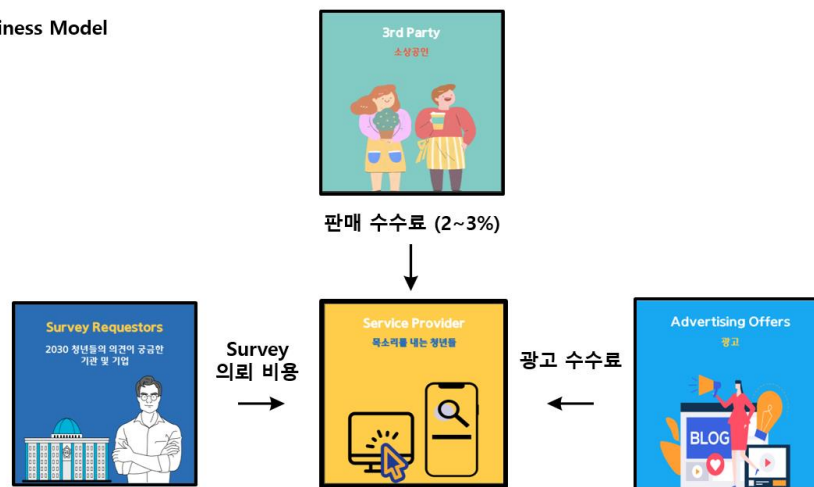 iness Model
3rd Party
소상공인
판매 수수료 (2~3%)
Survey Requestors
2030 청년들의 의견이 궁금한
기관 및 기업
Survey
의뢰 비용
Service Provider
목소리를 내는 청년들
광고 수수료
Advertising Offers
광고
BLOG